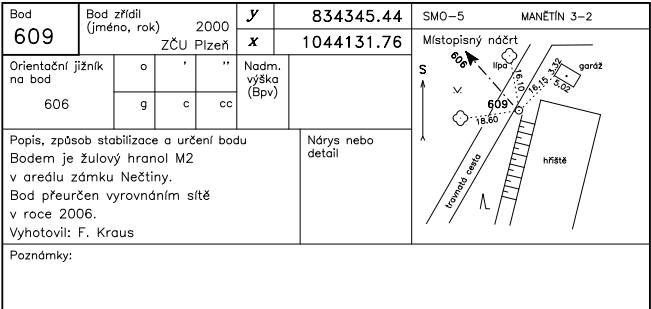 Bod
609
Bod zřídil
(jméno, rok) 2000
ZČU Plzeň
y 834345.44
x 1044131.76
SMO-5 MANĚTÍN 3-2
Orientační jižník
na bod
606
o ' ''
g c cc
Nadm.
výška
(Bpv)
Místopisný náčrt
S
606
lípa
garáž
3.32
5.02
16.10
16.15
609
18.60
hřiště
travnatá cesta
Popis, způsob stabilizace a určení bodu
Bodem je žulový hranol M2
v areálu zámku Nečtiny.
Bod přeurčen vyrovnáním sítě
v roce 2006.
Vyhotovil: F. Kraus
Nárys nebo
detail
Poznámky: